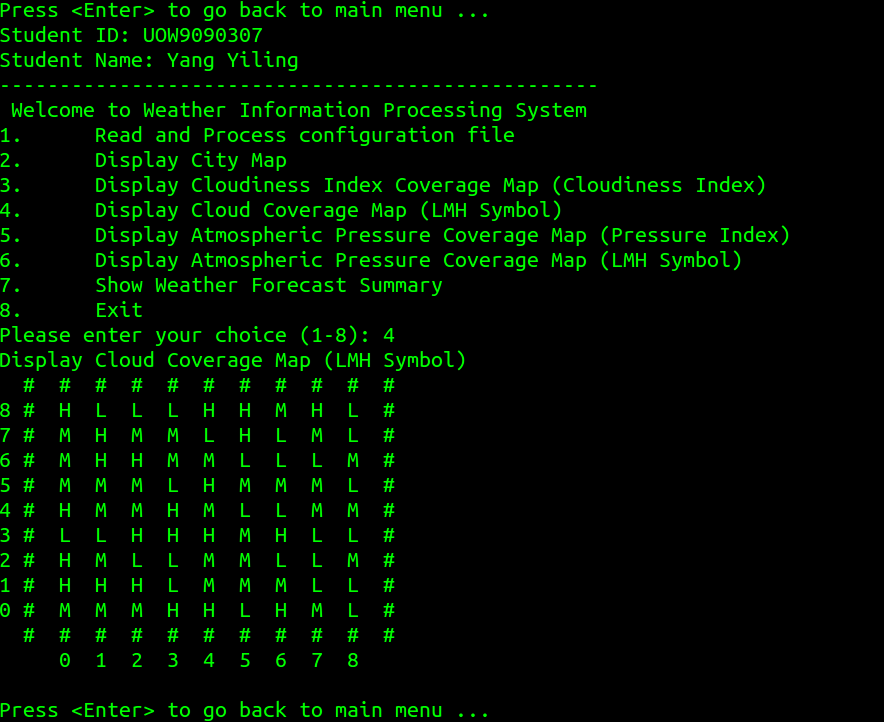 Press <Enter> to go back to main menu ...
Student ID: UOW9090307
Student Name: Yang Yiling
--------------------------------------------------
 Welcome to Weather Information Processing System
1.      Read and Process configuration file
2.      Display City Map
3.      Display Cloudiness Index Coverage Map (Cloudiness Index)
4.      Display Cloud Coverage Map (LMH Symbol)
5.      Display Atmospheric Pressure Coverage Map (Pressure Index)
6.      Display Atmospheric Pressure Coverage Map (LMH Symbol)
7.      Show Weather Forecast Summary
8.      Exit
Please enter your choice (1-8): 4
Display Cloud Coverage Map (LMH Symbol)
  #  #  #  #  #  #  #  #  #  #  #
8 #  H  L  L  L  H  H  M  H  L  #
7 #  M  H  M  M  L  H  L  M  L  #
6 #  M  H  H  M  M  L  L  L  M  #
5 #  M  M  M  L  H  M  M  M  L  #
4 #  H  M  M  H  M  L  L  M  M  #
3 #  L  L  H  H  H  M  H  L  L  #
2 #  H  M  L  L  M  M  L  L  M  #
1 #  H  H  H  L  M  M  M  L  L  #
0 #  M  M  M  H  H  L  H  M  L  #
  #  #  #  #  #  #  #  #  #  #  #
     0  1  2  3  4  5  6  7  8

Press <Enter> to go back to main menu ...